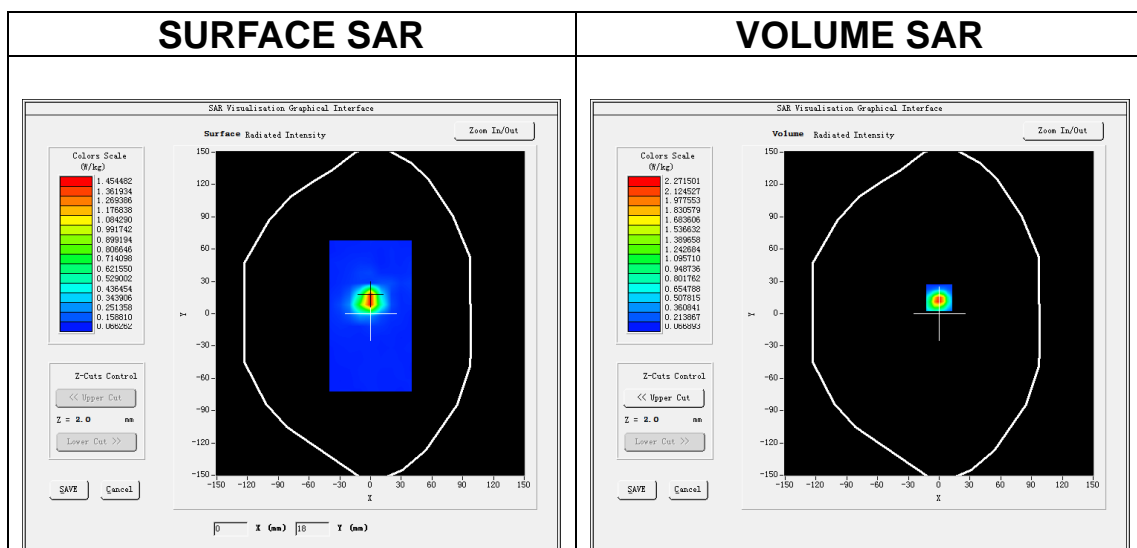 SURFACE SAR
VOLUME SAR
SAR Visualisation Graphical Interface
Surface Radiated Intensity
Zoom In/Out
Colors Scale
(W/kg)
1.454482
1.361934
1.269386
1.176838
1.084290
0.991742
0.899194
0.806646
0.714098
0.621550
0.529002
0.436454
0.343906
0.251358
0.158810
0.066262
150
120
90
60
30
0
-30
-60
-90
-120
-150
Y
-150 -120 -90 -60 -30 0 30 60 90 120 150
X
Z-Cuts Control
<< Upper Cut
Z = 2.0 mm
Lower Cut >>
SAVE Cancel
0 X (mm) 18 Y (mm)
SAR Visualisation Graphical Interface
Volume Radiated Intensity
Zoom In/Out
Colors Scale
(W/kg)
2.271501
2.124527
1.977553
1.830579
1.683606
1.536632
1.389658
1.242684
1.095710
0.948736
0.801762
0.654788
0.507815
0.360841
0.213867
0.066893
150
120
90
60
30
0
-30
-60
-90
-120
-150
Y
-150 -120 -90 -60 -30 0 30 60 90 120 150
X
Z-Cuts Control
<< Upper Cut
Z = 2.0 mm
Lower Cut >>
SAVE Cancel